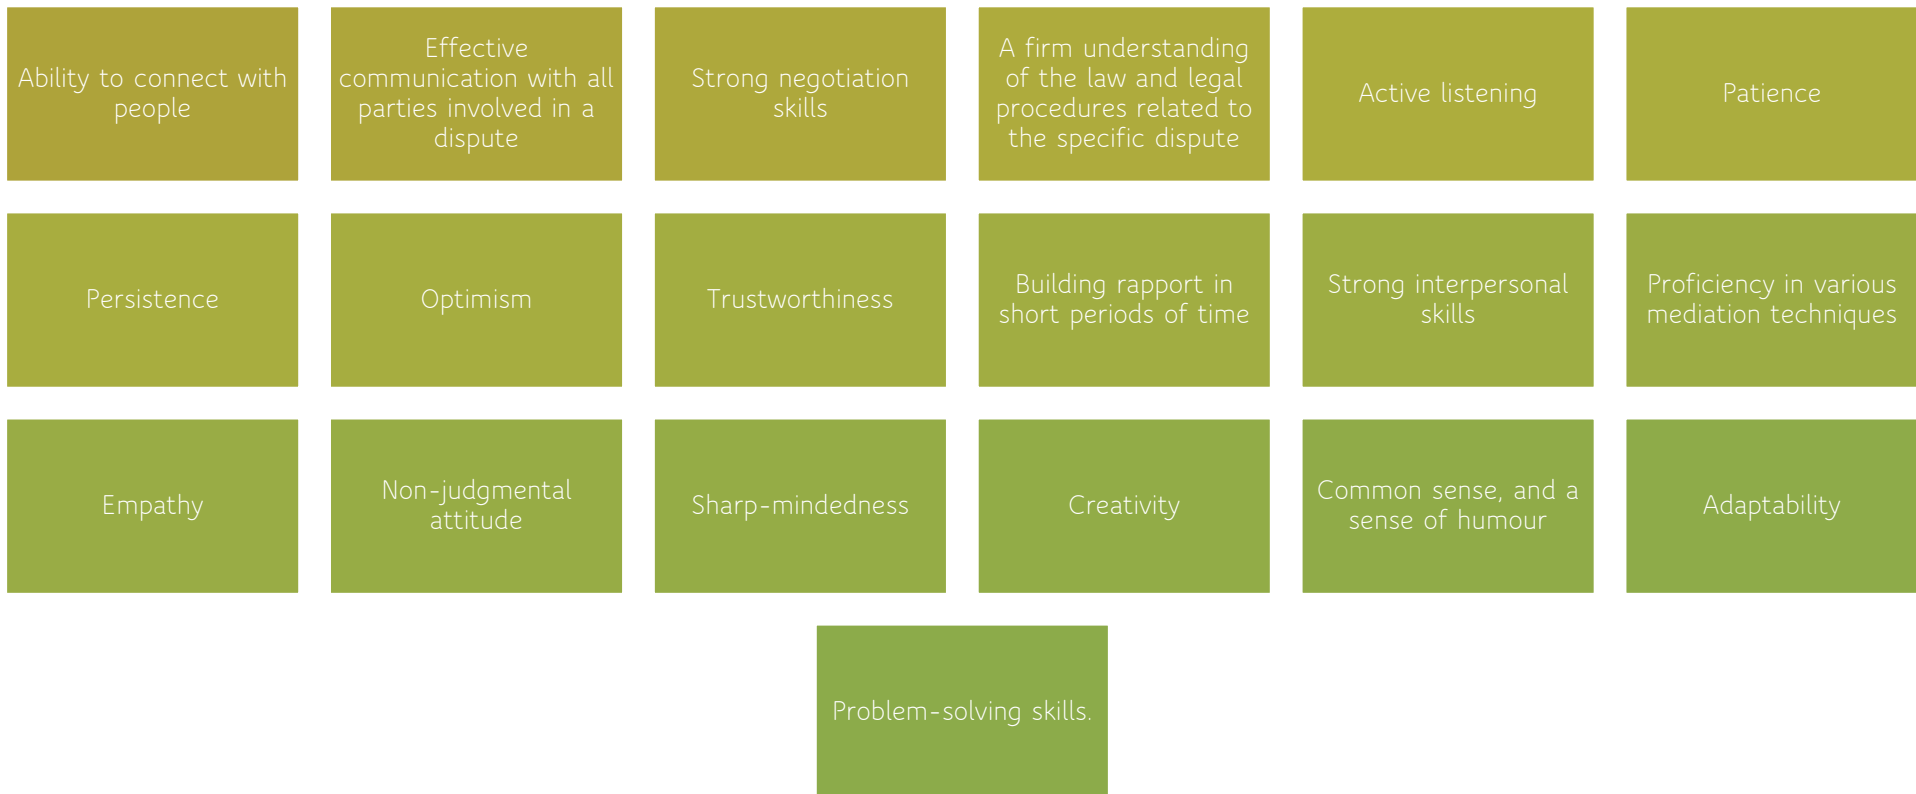 Ability to connect with
people
Effective
communication with all
parties involved in a
dispute
Strong negotiation
skills
A firm understanding
of the law and legal
procedures related to
the specific dispute
Active listening
Patience
Persistence
Optimism
Trustworthiness
Building rapport in
short periods of time
Strong interpersonal
skills
Proficiency in various
mediation techniques
Empathy
Non-judgmental
attitude
Sharp-mindedness
Creativity
Common sense, and a
sense of humour
Adaptability
Problem-solving skills.